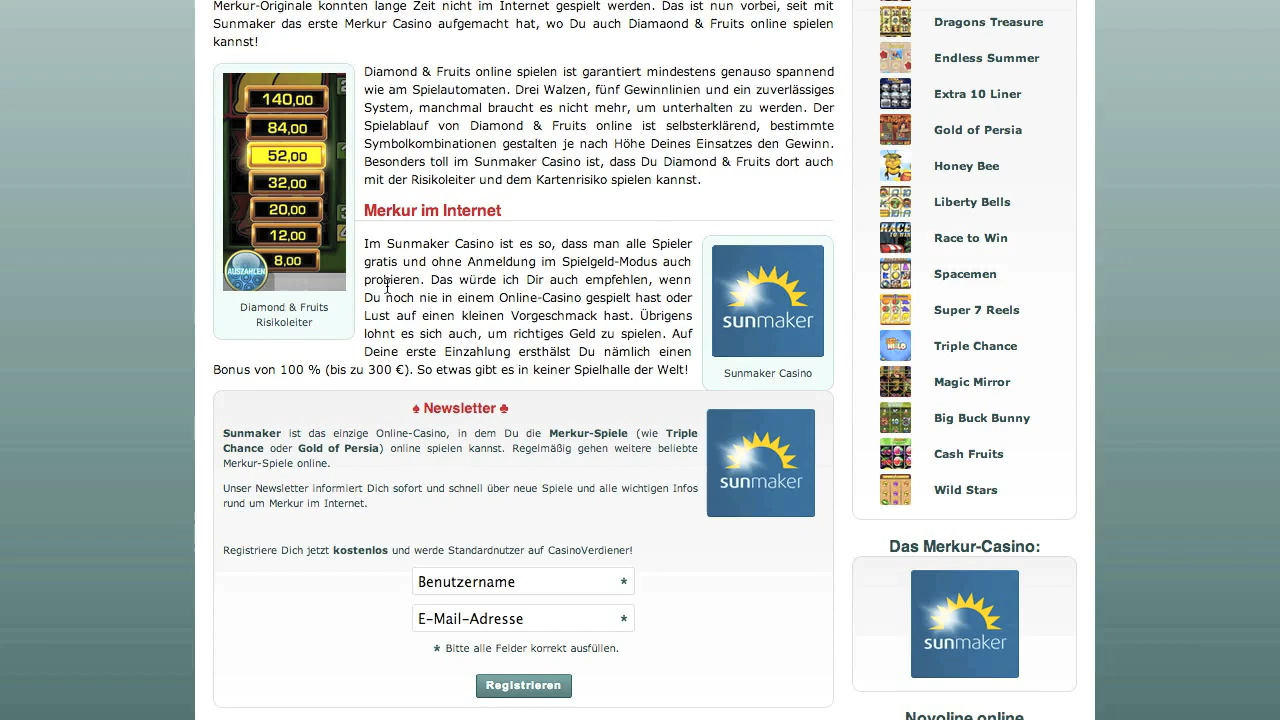 Merkur-Originale konnten lange Zeit nicht im Internet gespielt werden. Das ist nun vorbei, seit mit
Sunmaker das erste Merkur Casino aufgemacht hat, wo Du auch Diamaond & Fruits online spielen
kannst!
140,00
84,00
52,00
32,00
20,00
12,00
8,00
AUSZAHLEN
Diamond & Fruits
Risikoleiter
Diamond & Fruits online spielen ist garantiert mindestens genauso spannend
wie am Spielautomaten. Drei Walzen, fünf Gewinnlinien und ein zuverlässiges
System, manchmal braucht es nicht mehr, um unterhalten zu werden. Der
Spielablauf von Diamond & Fruits online ist selbsterklärend, bestimmte
Symbolkombinationen gestalten je nach Höhe Deines Einsatzes den Gewinn.
Besonders toll im Sunmaker Casino ist, dass Du Diamond & Fruits dort auch
mit der Risikoleiter und dem Kartenrisiko spielen kannst.
Merkur im Internet
Im Sunmaker Casino ist es so, dass man alle Spieler
gratis und ohne Anmeldung im Spielgeld-Modus auch
probieren. Das würde ich Dir auch empfehlen, wenn
Du noch nie in einem Online-Casino gespielt hast oder
Lust auf einen kleinen Vorgeschmack hast. Übrigens
lohnt es sich auch, um richtiges Geld zu spielen. Auf
Deine erste Einzahlung ersthälst Du nämlich einen
Bonus von 100 % (bis zu 300 €). So etwas gibt es in keiner Spielhalle der Welt!
sunmaker
Sunmaker Casino
♠ Newsletter ♣
Sunmaker ist das einzige Online-Casino, in dem Du die Merkur-Spiele (wie Triple
Chance oder Gold of Persia) online spielen kannst. Regelmäßig gehen weitere beliebte
Merkur-Spiele online.
Unser Newsletter informiert Dich sofort und schnell über neue Spiele und alle wichtigen Infos
rund um Merkur im Internet.
sunmaker
Registriere Dich jetzt kostenlos und werde Standardnutzer auf CasinoVerdiener!
Benutzername *
E-Mail-Adresse *
* Bitte alle Felder korrekt ausfüllen.
Registrieren
Dragons Treasure
Endless Summer
Extra 10 Liner
Gold of Persia
Honey Bee
Liberty Bells
RACE TO WIN
Race to Win
Spacemen
Super 7 Reels
Triple Chance
Magic Mirror
Big Buck Bunny
Cash Fruits
Wild Stars
Das Merkur-Casino:
sunmaker
Novoline online